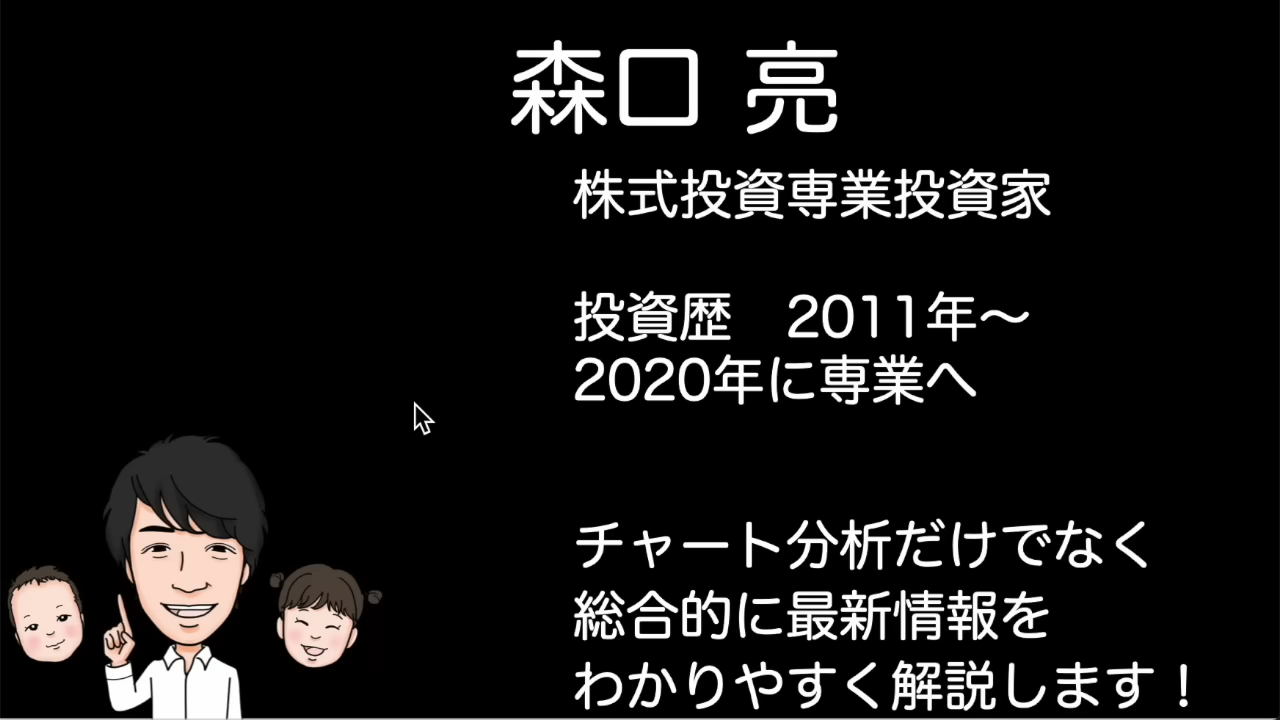 森口 亮
株式投資専業投資家
投資歴　2011年〜
2020年に専業へ
チャート分析だけでなく
総合的に最新情報を
わかりやすく解説します！